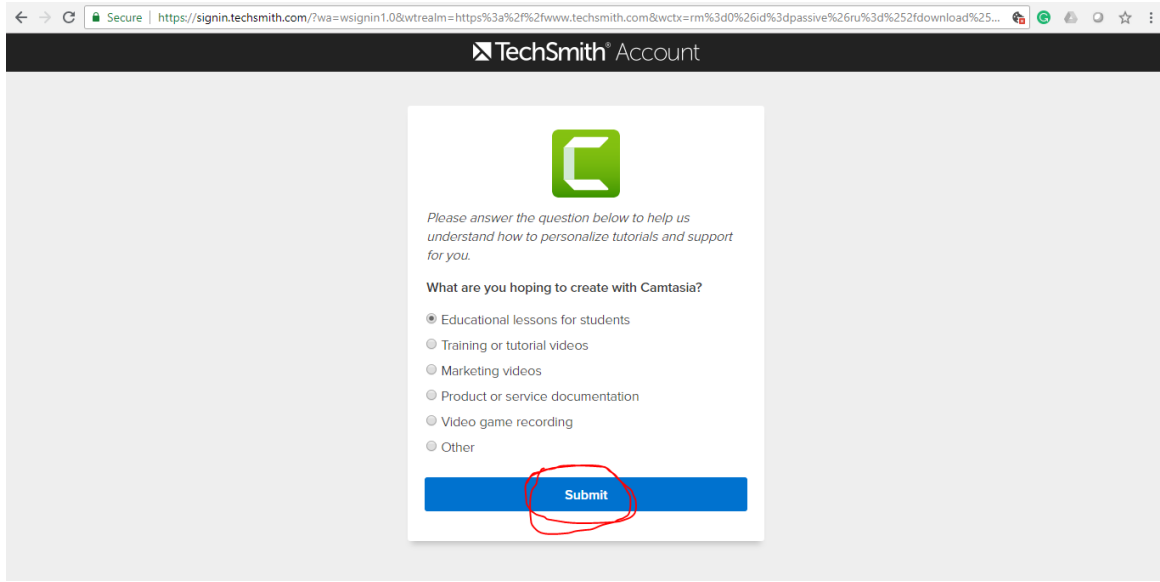 Secure | https://signin.techsmith.com/?wa=wsignin1.0&wtrealm=https%3a%2f%2fwww.techsmith.com&wctx=rm%3d0%26id%3dpassive%26ru%3d%252fdownload%25...
TechSmith® Account
Please answer the question below to help us
understand how to personalize tutorials and support
for you.
What are you hoping to create with Camtasia?
Educational lessons for students
Training or tutorial videos
Marketing videos
Product or service documentation
Video game recording
Other
Submit